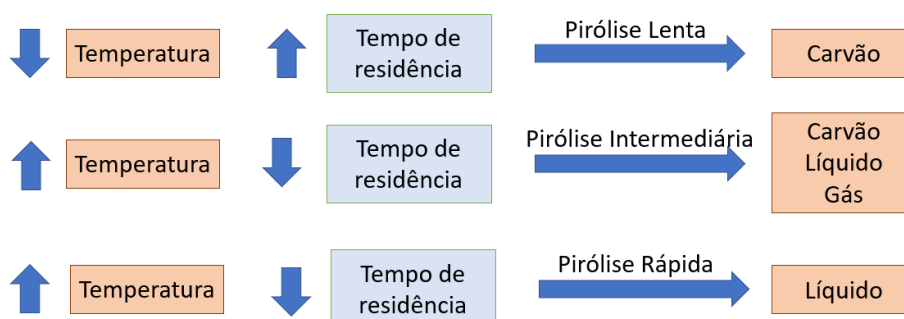 Temperatura
Tempo de
residência
Pirólise Lenta
Carvão
Temperatura
Tempo de
residência
Pirólise Intermediária
Carvão
Líquido
Gás
Temperatura
Tempo de
residência
Pirólise Rápida
Líquido